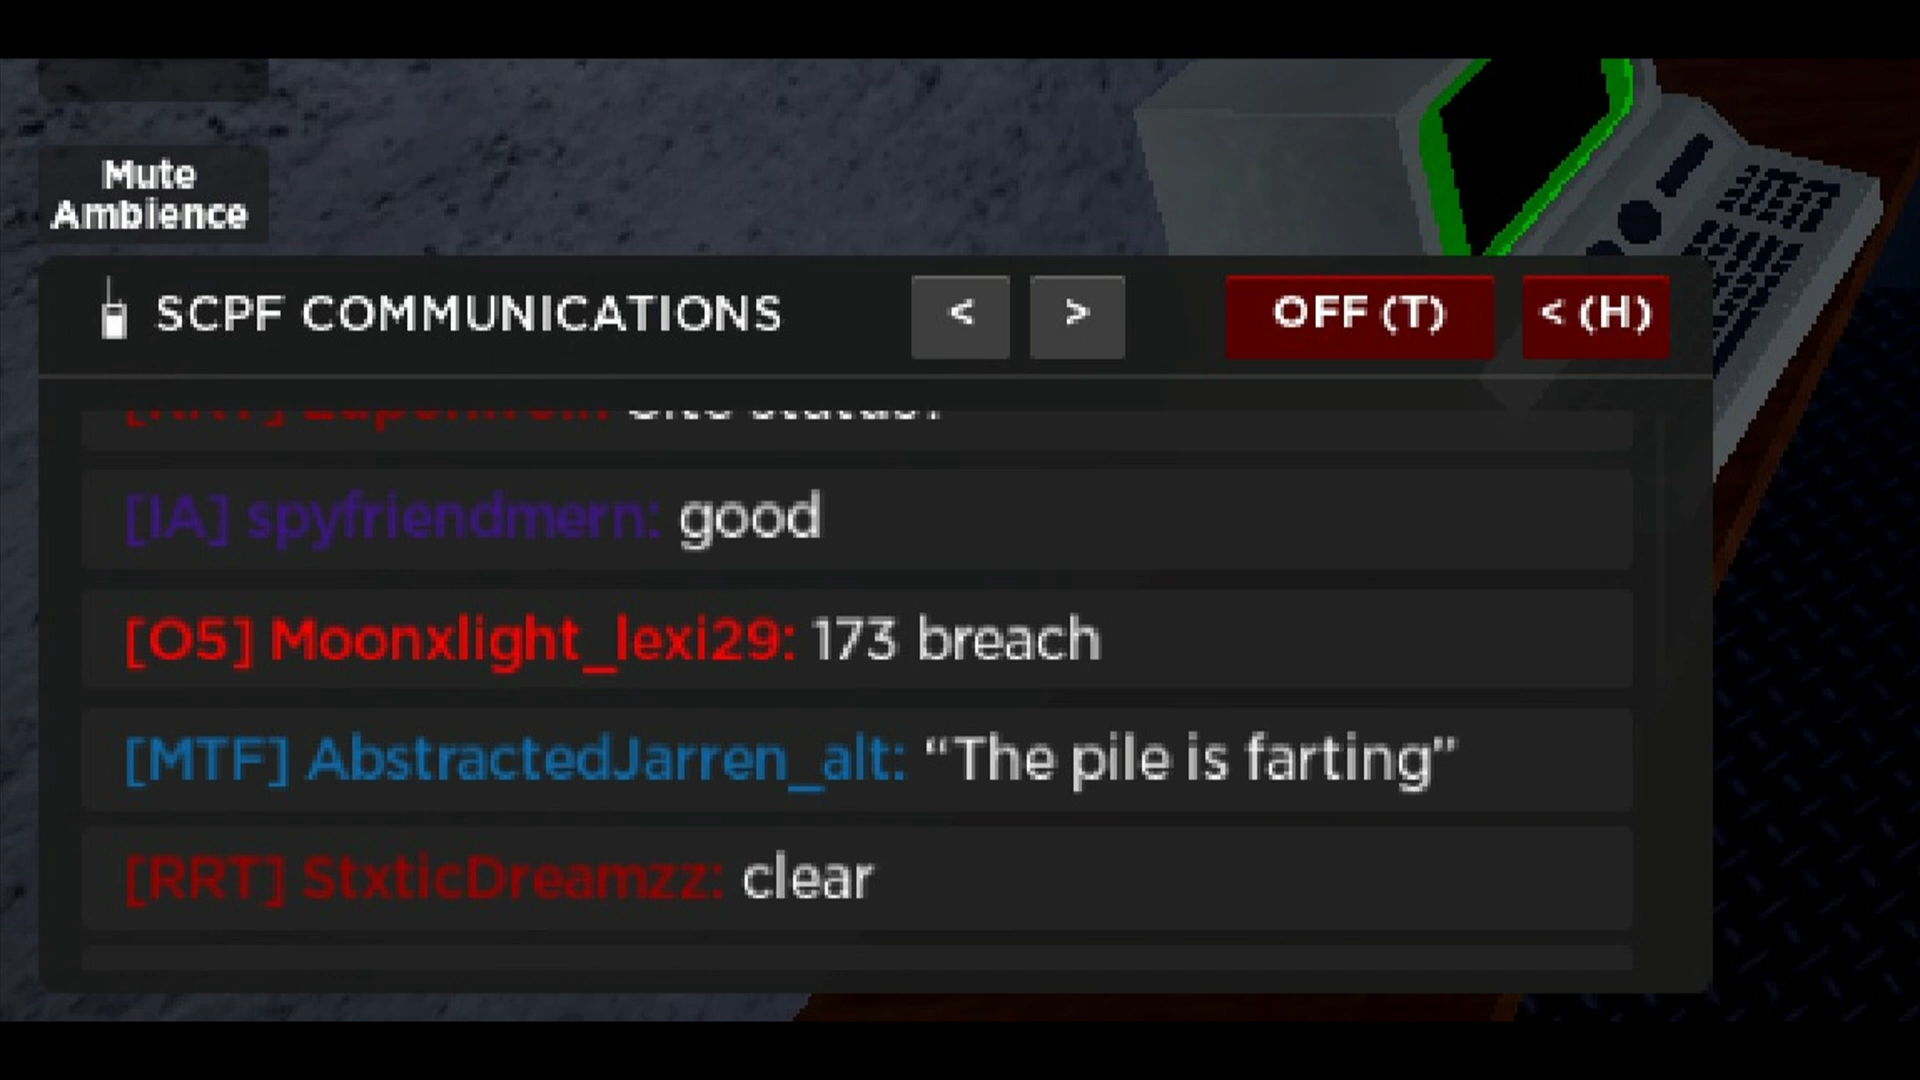 Mute
Ambience
SCPF COMMUNICATIONS < > OFF (T) < (H)
status?
[IA] spyfriendmern: good
[O5] Moonxlight_lexi29: 173 breach
[MTF] AbstractedJarren_alt: “The pile is farting”
[RRT] StxticDreamzz: clear